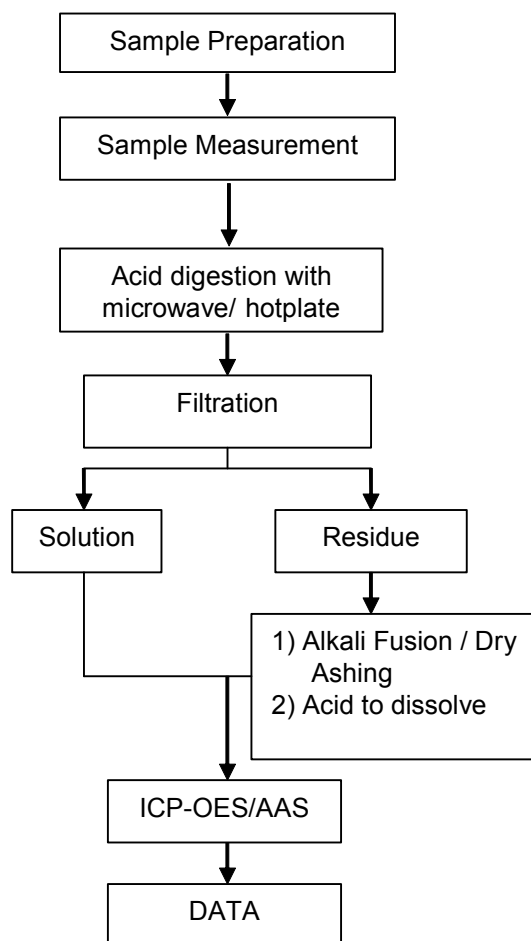 Sample Preparation
Sample Measurement
Acid digestion with
microwave/ hotplate
Filtration
Solution
Residue
1) Alkali Fusion / Dry
Ashing
2) Acid to dissolve
ICP-OES/AAS
DATA